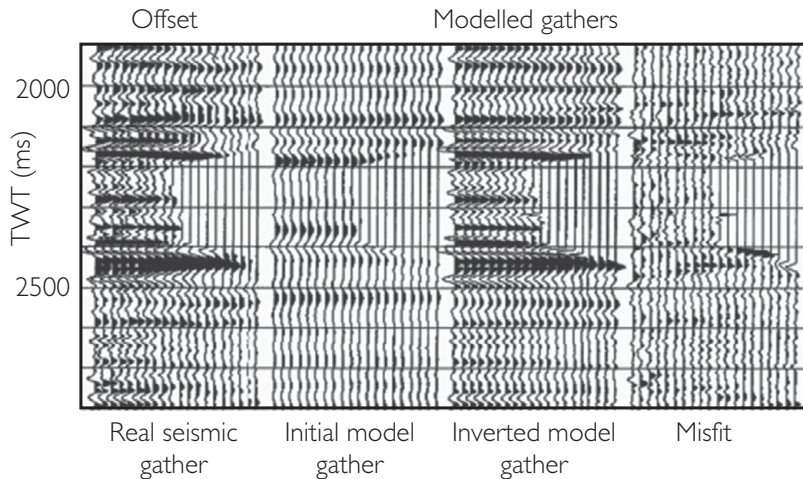 Offset
Modelled gathers
TWT (ms)
2000
2500
Real seismic
gather
Initial model
gather
Inverted model
gather
Misfit